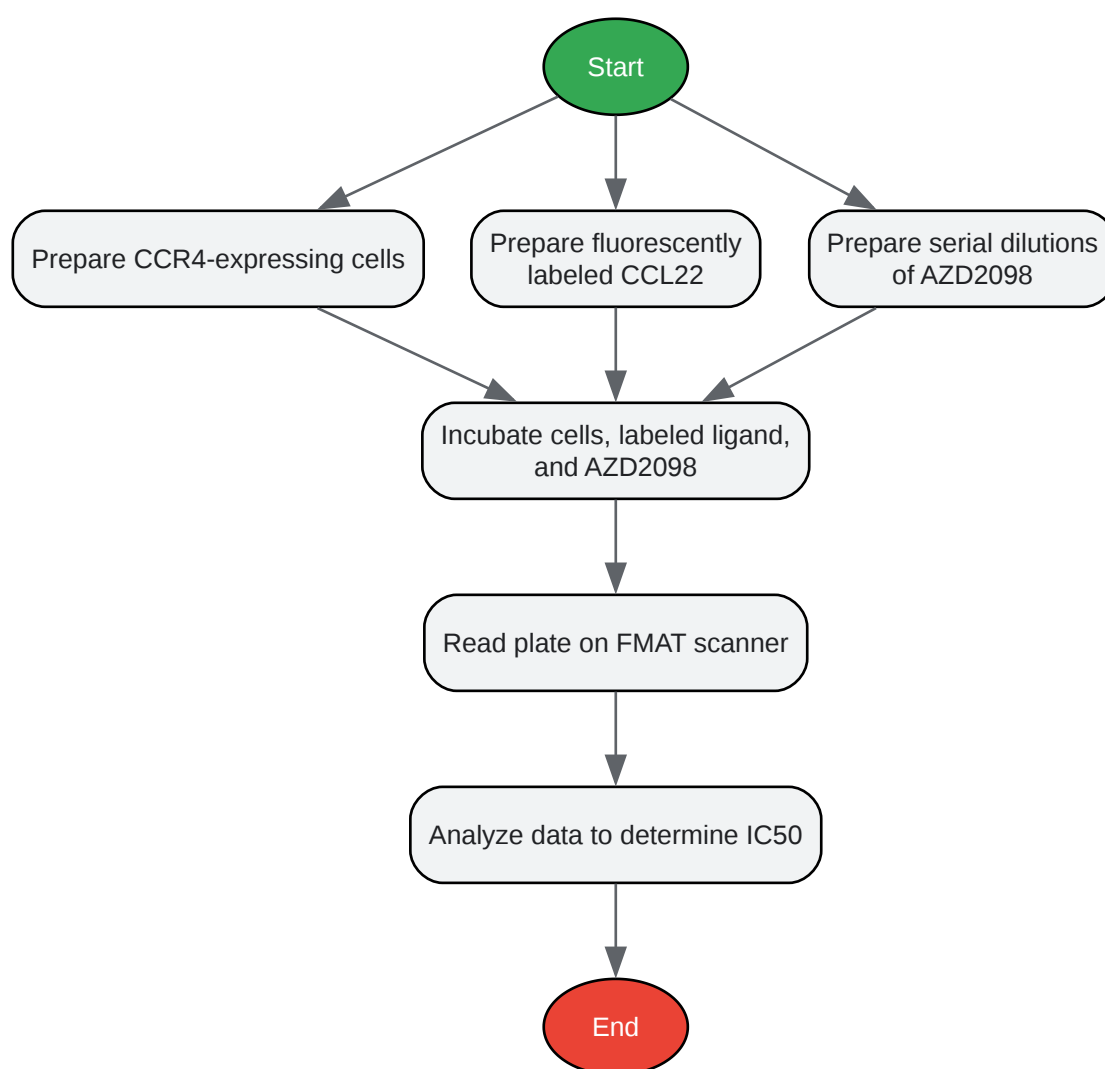 Start
Prepare CCR4-expressing cells
Prepare fluorescently
labeled CCL22
Prepare serial dilutions
of AZD2098
Incubate cells, labeled ligand,
and AZD2098
Read plate on FMAT scanner
Analyze data to determine IC50
End